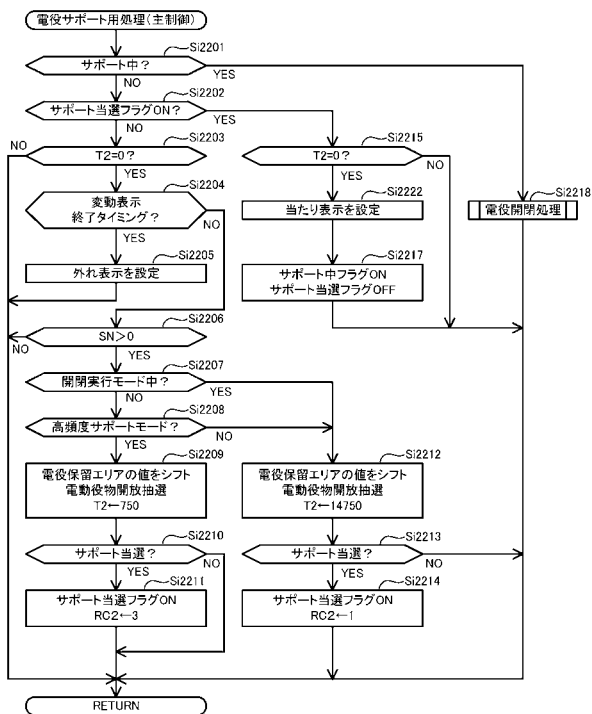 電役サポート用処理(主制御)
Si2201
サポート中?
YES
NO
Si2202
サポート当選フラグON?
YES
NO
Si2203
NO
T2=0?
YES
Si2204
変動表示
終了タイミング?
NO
YES
Si2205
外れ表示を設定
Si2215
T2=0?
NO
YES
Si2222
当たり表示を設定
Si2217
サポート中フラグON
サポート当選フラグOFF
Si2218
電役開閉処理
Si2206
SN>0
NO
YES
Si2207
開閉実行モード中?
YES
NO
Si2208
高頻度サポートモード?
NO
YES
Si2209
電役保留エリアの値をシフト
電動役物開放抽選
T2←750
Si2210
サポート当選?
NO
YES
Si2211
サポート当選フラグON
RC2←3
Si2212
電役保留エリアの値をシフト
電動役物開放抽選
T2←14750
Si2213
サポート当選?
NO
YES
Si2214
サポート当選フラグON
RC2←1
RETURN